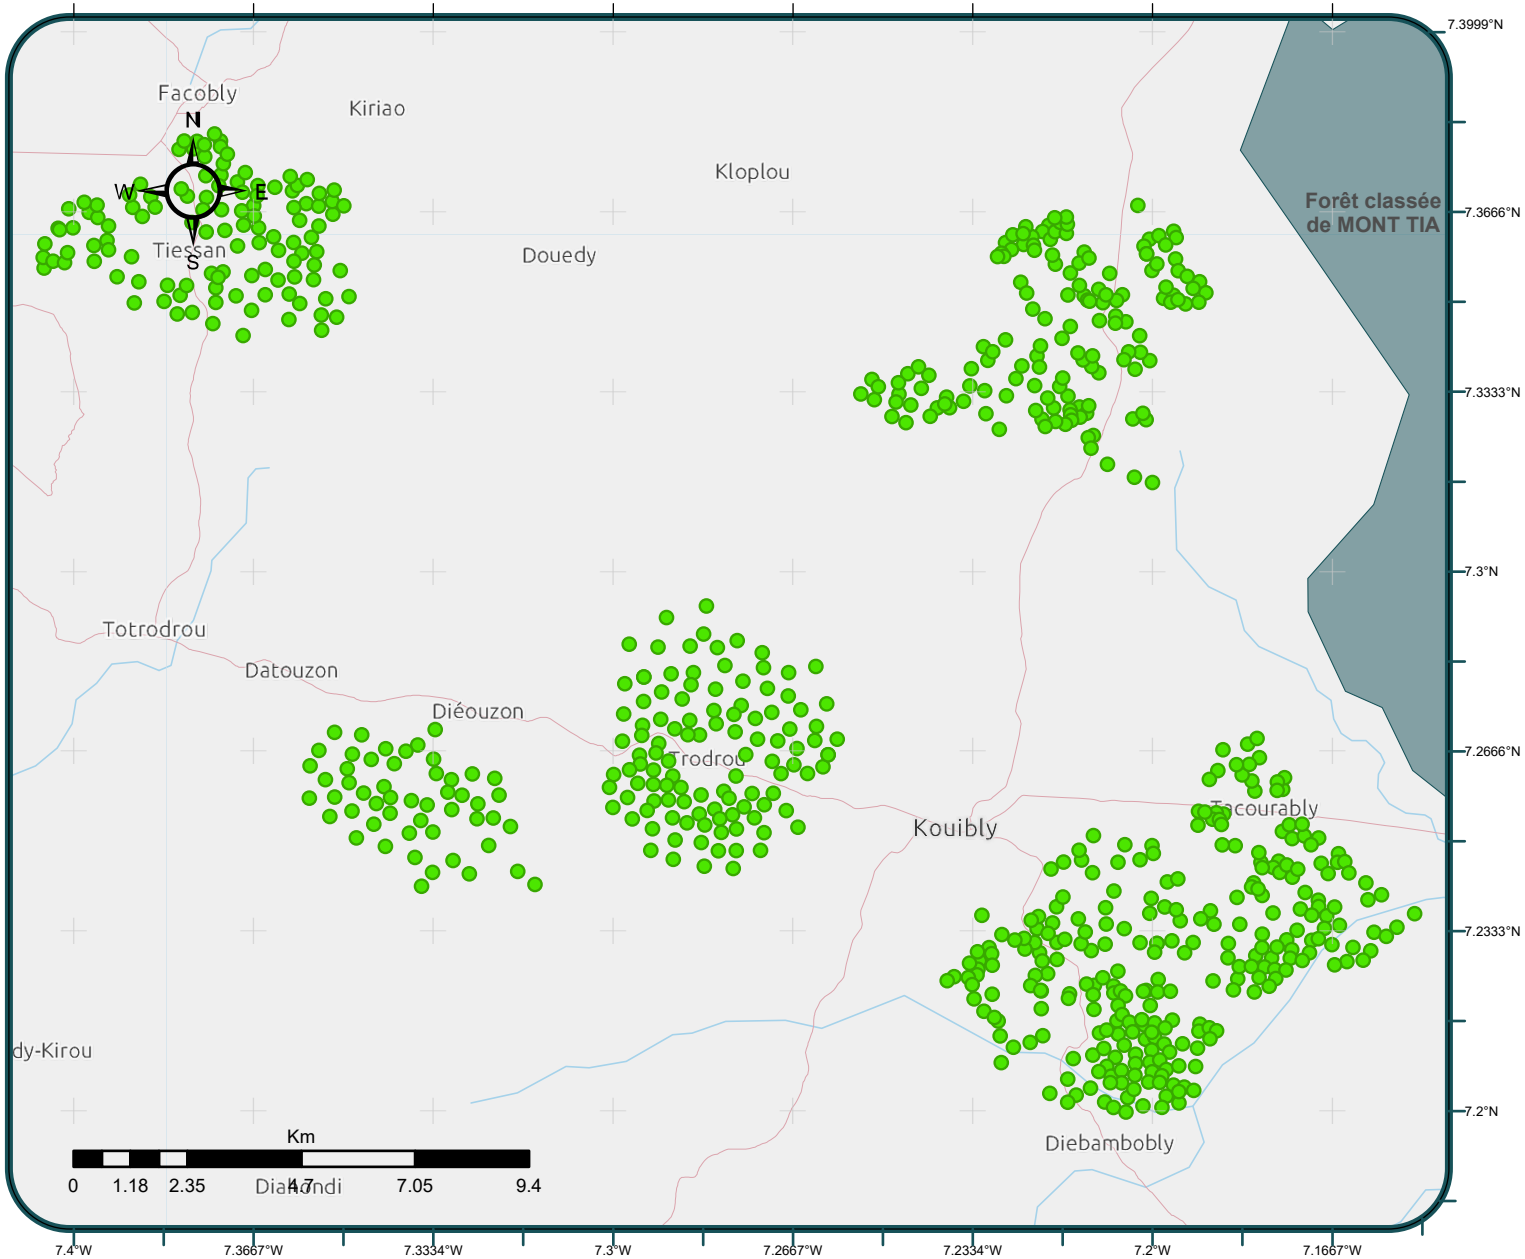 7.3999°N
Facobly
Kiriao
N
Kloplou
W
E
Forêt classée
de MONT TIA
7.3666°N
Tiessan
Douedy
S
7.3333°N
7.3°N
Totrodrou
Datouzon
Diéouzon
7.2666°N
Trodrou
Tacourably
Kouibly
7.2333°N
dy-Kirou
7.2°N
Km
Diebambobly
0 1.18 2.35 4.7 7.05 9.4
7.4°W 7.3667°W 7.3334°W 7.3°W 7.2667°W 7.2334°W 7.2°W 7.1667°W